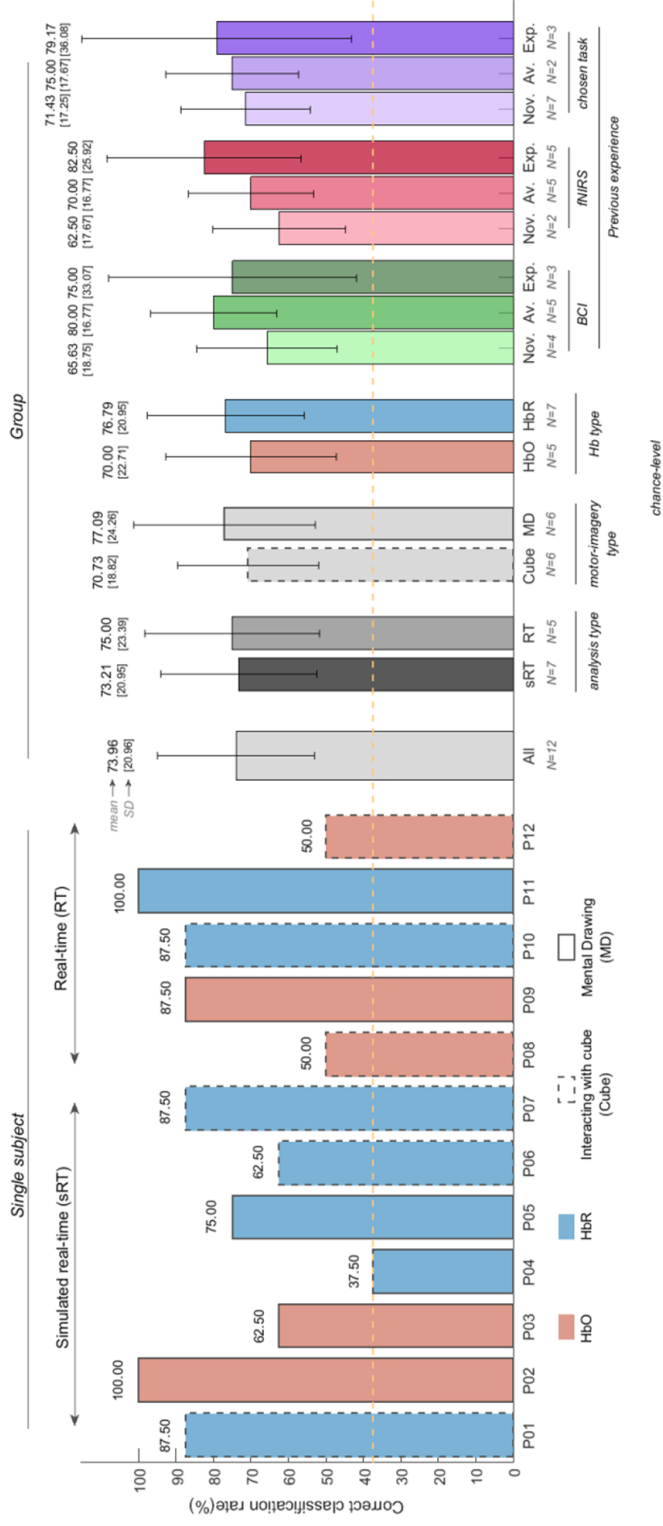 Single subject
Group
Simulated real-time (sRT)
Real-time (RT)
mean → 73.96
SD → [20.96]
73.21 75.00
[20.95] [23.39]
70.73 77.09
[18.82] [24.26]
70.00 76.79
[22.71] [20.95]
65.63 80.00 75.00
[18.75] [16.77] [33.07]
62.50 70.00 82.50
[17.67] [16.77] [25.92]
71.43 75.00 79.17
[17.25] [17.67] [36.08]
87.50
100.00
62.50
37.50
75.00
62.50
87.50
50.00
87.50
87.50
100.00
50.00
Correct classification rate(%)
100
90
80
70
60
50
40
30
20
10
0
P01 P02 P03 P04 P05 P06 P07 P08 P09 P10 P11 P12
All sRT RT Cube MD HbO HbR Nov. Av. Exp. Nov. Av. Exp. Nov. Av. Exp.
N=12 N=7 N=5 N=6 N=6 N=5 N=7 N=4 N=5 N=3 N=2 N=5 N=5 N=7 N=2 N=3
analysis type
motor-imagery
type
Hb type
BCI
fNIRS
chosen task
Previous experience
HbO
HbR
Interacting with cube
(Cube)
Mental Drawing
(MD)
chance-level